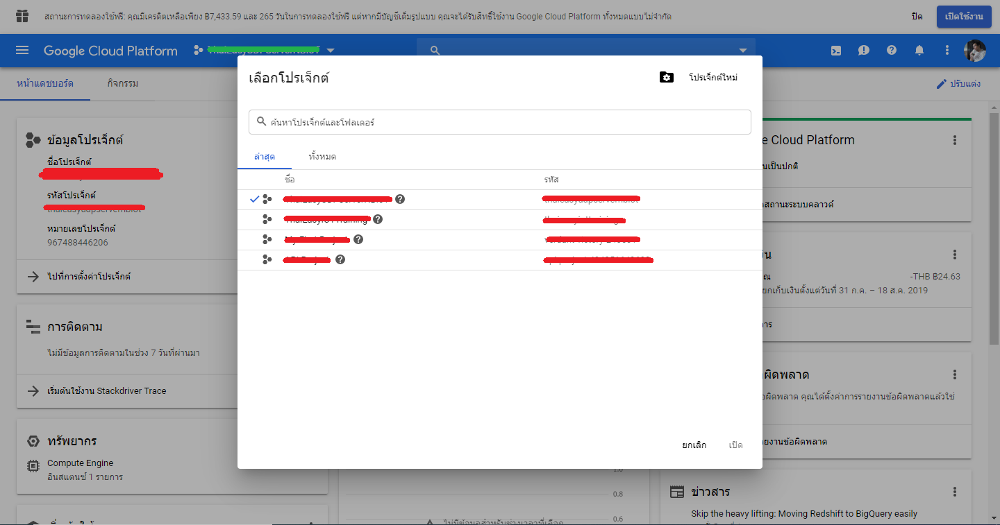 สถานะการทดลองใช้ฟรี: คุณมีเครดิตเหลือเพียง ฿7,433.59 และ 265 วันในการทดลองใช้ฟรี แต่หากมีบัญชีเต็มรูปแบบ คุณจะได้รับสิทธิ์ใช้งาน Google Cloud Platform ทั้งหมดแบบไม่จำกัด
ปิด
เปิดใช้งาน
Google Cloud Platform
หน้าแดชบอร์ด
กิจกรรม
ปรับแต่ง
เลือกโปรเจ็กต์
โปรเจ็กต์ใหม่
ค้นหาโปรเจ็กต์และโฟลเดอร์
ล่าสุด
ทั้งหมด
ชื่อ
รหัส
ยกเลิก
เปิด
ข้อมูลโปรเจ็กต์
ชื่อโปรเจ็กต์
รหัสโปรเจ็กต์
หมายเลขโปรเจ็กต์
967488446206
ไปที่การตั้งค่าโปรเจ็กต์
การติดตาม
ไม่มีข้อมูลการติดตามในช่วง 7 วันที่ผ่านมา
เริ่มต้นใช้งาน Stackdriver Trace
ทรัพยากร
Compute Engine
อินสแตนซ์ 1 รายการ
0.8
0.6
ไม่มีข้อมูลสำหรับช่วงเวลาที่เลือก
Cloud Platform
เป็นปกติ
สถานะระบบคลาวด์
-THB ฿24.63
ยกเก็บเงินตั้งแต่วันที่ 31 ก.ค. – 18 ส.ค. 2019
ผิดพลาด
ผิดพลาด คุณได้ตั้งค่าการรายงานข้อผิดพลาดแล้วใช่
ยงานข้อผิดพลาด
ข่าวสาร
Skip the heavy lifting: Moving Redshift to BigQuery easily